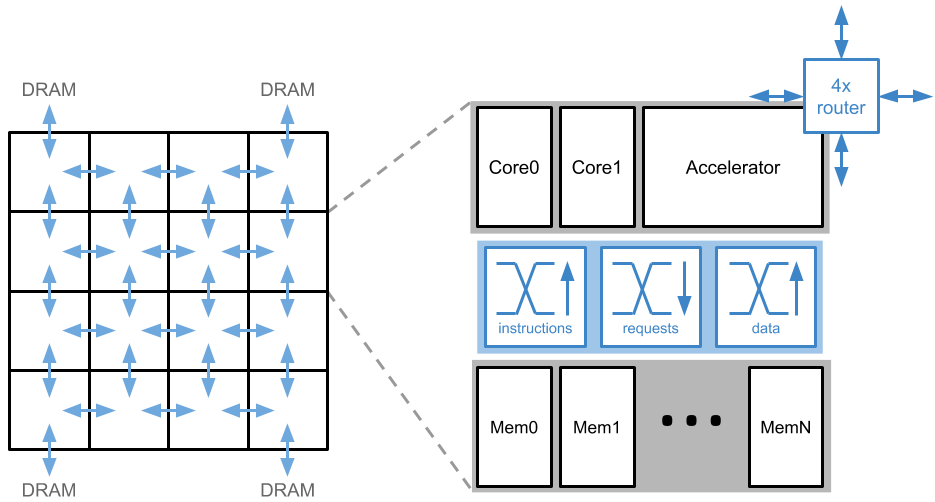 DRAM
DRAM
DRAM
DRAM
4x
router
Core0
Core1
Accelerator
instructions
requests
data
Mem0
Mem1
MemN